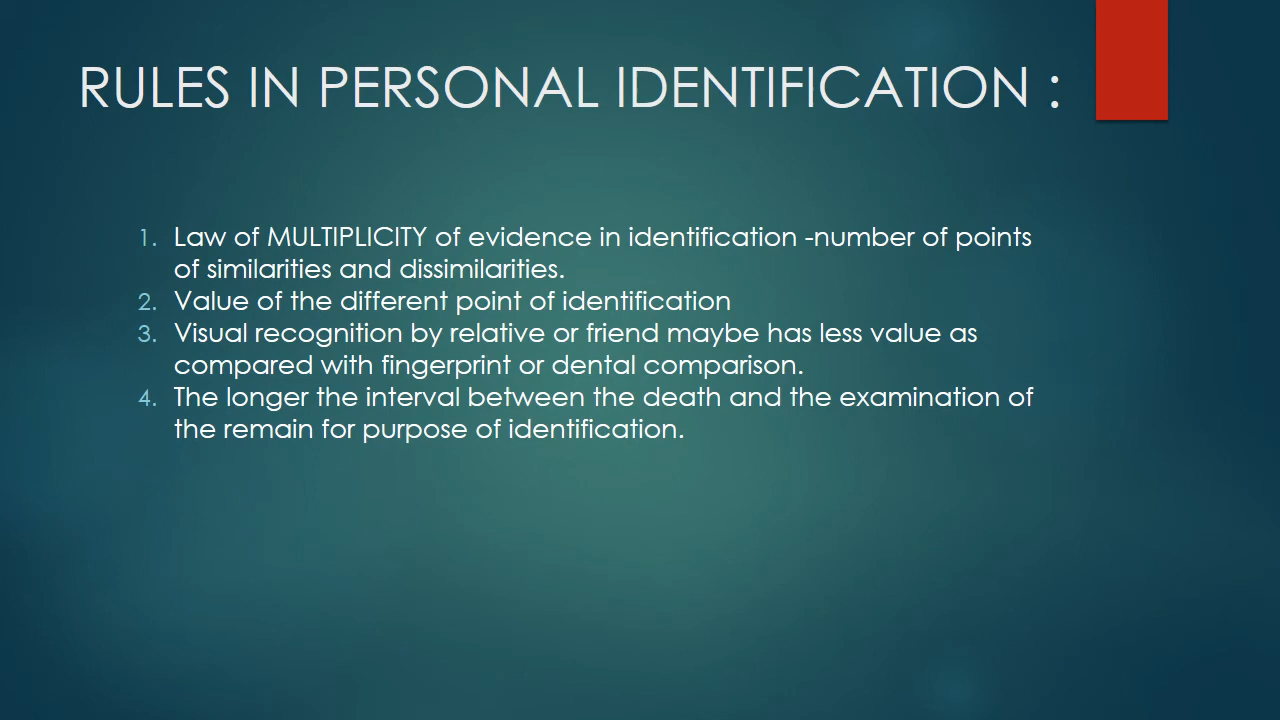 RULES IN PERSONAL IDENTIFICATION :
1. Law of MULTIPLICITY of evidence in identification -number of points
of similarities and dissimilarities.
2. Value of the different point of identification
3. Visual recognition by relative or friend maybe has less value as
compared with fingerprint or dental comparison.
4. The longer the interval between the death and the examination of
the remain for purpose of identification.